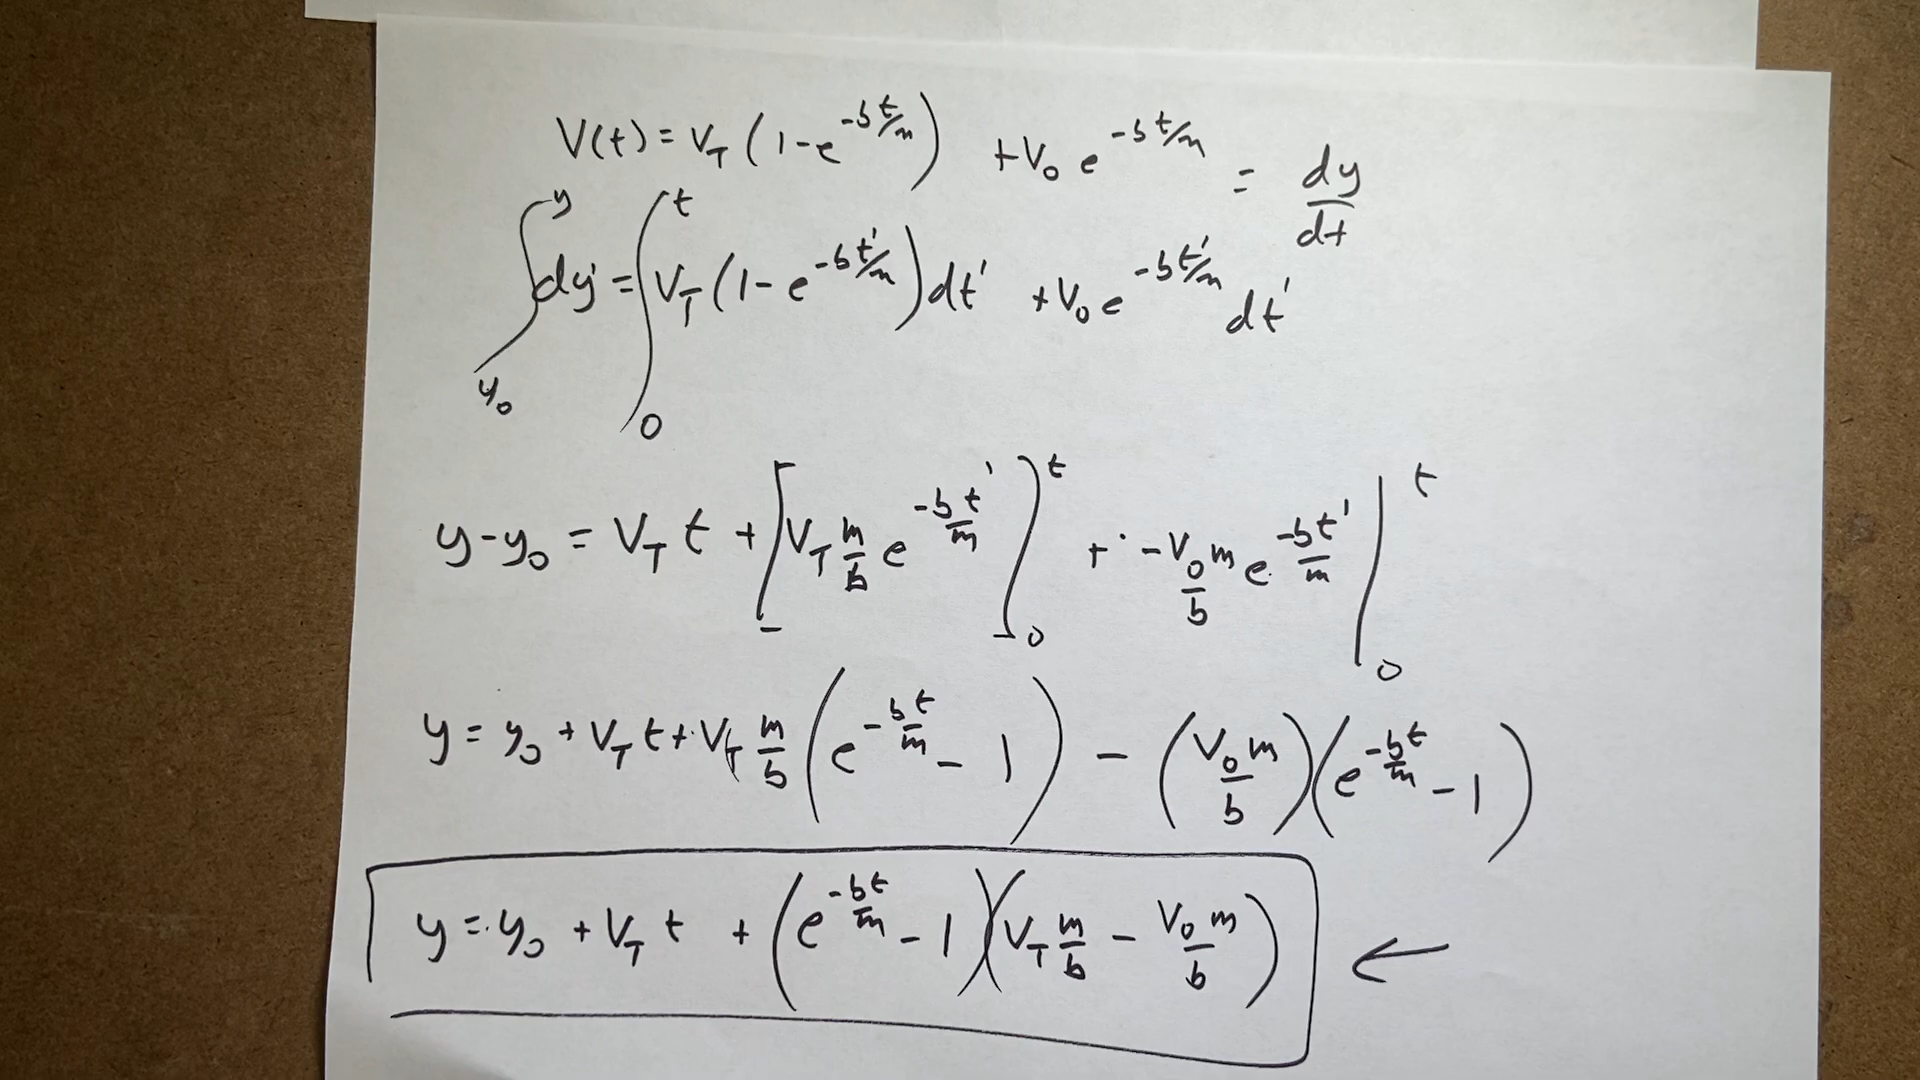 V(t) = V_T (1 - e^{-bt/m}) + V_0 e^{-bt/m} = dy/dt
∫_{y_0}^{y} dy' = ∫_0^t V_T (1 - e^{-bt'/m}) dt' + V_0 e^{-bt'/m} dt'
y - y_0 = V_T t + [V_T m/b e^{-bt'/m}]_0^t + - V_0 m/b e^{-bt'/m} |_0^t
y = y_0 + V_T t + V_T m/b (e^{-bt/m} - 1) - (V_0 m/b)(e^{-bt/m} - 1)
y = y_0 + V_T t + (e^{-bt/m} - 1)(V_T m/b - V_0 m/b) ←